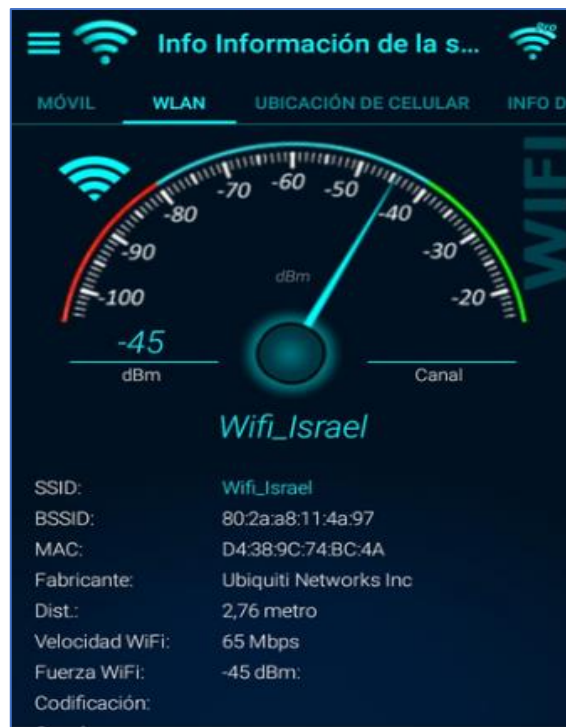 Info Información de la s...
Pro
MÓVIL WLAN UBICACIÓN DE CELULAR INFO D
WIFI
-100 -90 -80 -70 -60 -50 -40 -30 -20
dBm
-45
dBm
Canal
Wifi_Israel
SSID: Wifi_Israel
BSSID: 80:2a:a8:11:4a:97
MAC: D4:38:9C:74:BC:4A
Fabricante: Ubiquiti Networks Inc
Dist.: 2,76 metro
Velocidad WiFi: 65 Mbps
Fuerza WiFi: -45 dBm:
Codificación: